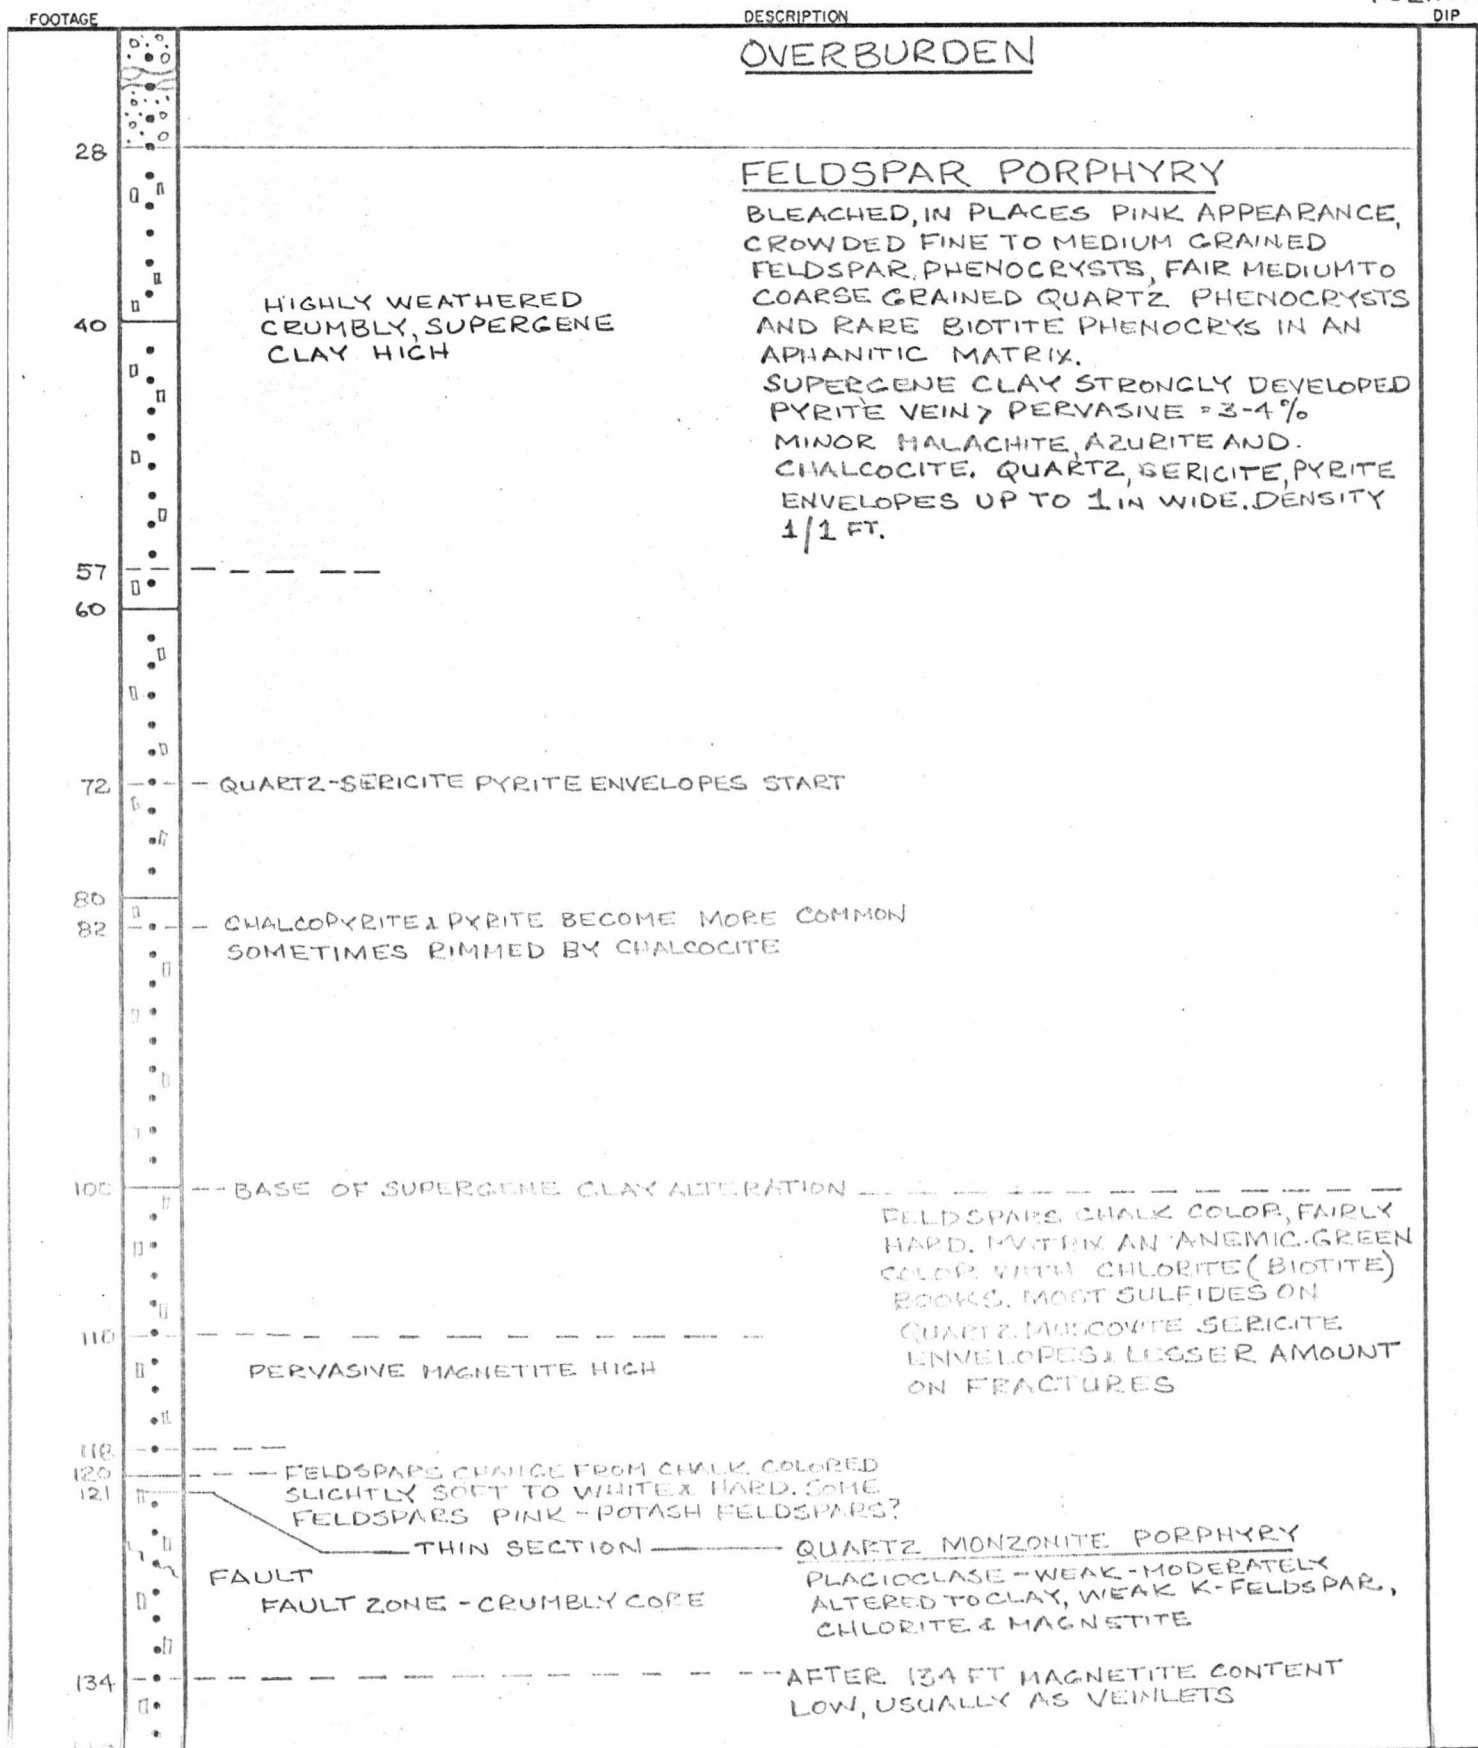 FOOTAGE DESCRIPTION DIP
OVERBURDEN
28
FELDSPAR PORPHYRY
BLEACHED, IN PLACES PINK APPEARANCE,
CROWDED FINE TO MEDIUM GRAINED
FELDSPAR PHENOCRYSTS, FAIR MEDIUM TO
COARSE GRAINED QUARTZ PHENOCRYSTS
AND RARE BIOTITE PHENOCRYS IN AN
APHANITIC MATRIX.
SUPERGENE CLAY STRONGLY DEVELOPED
PYRITE VEIN > PERVASIVE = 3-4%
MINOR MALACHITE, AZURITE AND.
CHALCOCITE. QUARTZ, SERICITE, PYRITE
ENVELOPES UP TO 1 IN WIDE. DENSITY
1/1 FT.
HIGHLY WEATHERED
CRUMBLY, SUPERGENE
CLAY HIGH
40
57
60
72 - QUARTZ-SERICITE PYRITE ENVELOPES START
80
82 - CHALCOPYRITE & PYRITE BECOME MORE COMMON
SOMETIMES RIMMED BY CHALCOCITE
100 -- BASE OF SUPERGENE CLAY ALTERATION
FELDSPARS CHALK COLOR, FAIRLY
HARD. MATRIX AN ANEMIC GREEN
COLOR WITH CHLORITE (BIOTITE)
BOOKS. MOST SULFIDES ON
QUARTZ MUSCOVITE SERICITE
ENVELOPES & LESSER AMOUNT
ON FRACTURES
110
PERVASIVE MAGNETITE HIGH
118
120 - FELDSPARS CHANGE FROM CHALK COLORED
SLIGHTLY SOFT TO WHITE & HARD. SOME
FELDSPARS PINK - POTASH FELDSPARS?
121
THIN SECTION QUARTZ MONZONITE PORPHYRY
PLAGIOCLASE - WEAK - MODERATELY
ALTERED TO CLAY, WEAK K-FELDSPAR,
CHLORITE & MAGNETITE
FAULT
FAULT ZONE - CRUMBLY CORE
134 -- AFTER 134 FT MAGNETITE CONTENT
LOW, USUALLY AS VEINLETS